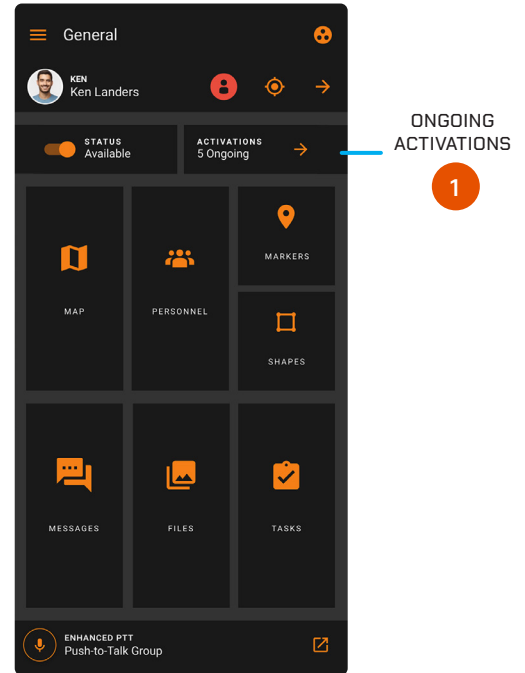 General
KEN
Ken Landers
STATUS
Available
ACTIVATIONS
5 Ongoing
ONGOING
ACTIVATIONS
1
MAP
PERSONNEL
MARKERS
SHAPES
MESSAGES
FILES
TASKS
ENHANCED PTT
Push-to-Talk Group